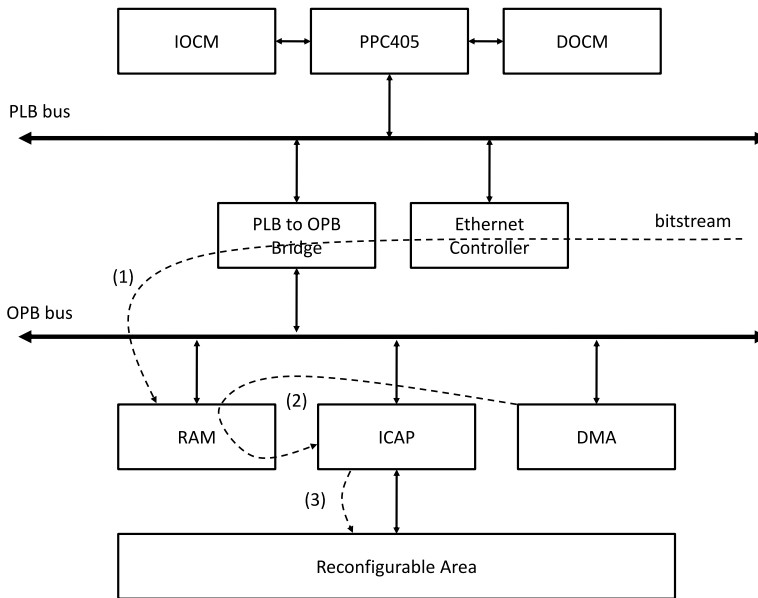 IOCM
PPC405
DOCM
PLB bus
PLB to OPB
Bridge
Ethernet
Controller
bitstream
(1)
OPB bus
(2)
RAM
ICAP
DMA
(3)
Reconfigurable Area